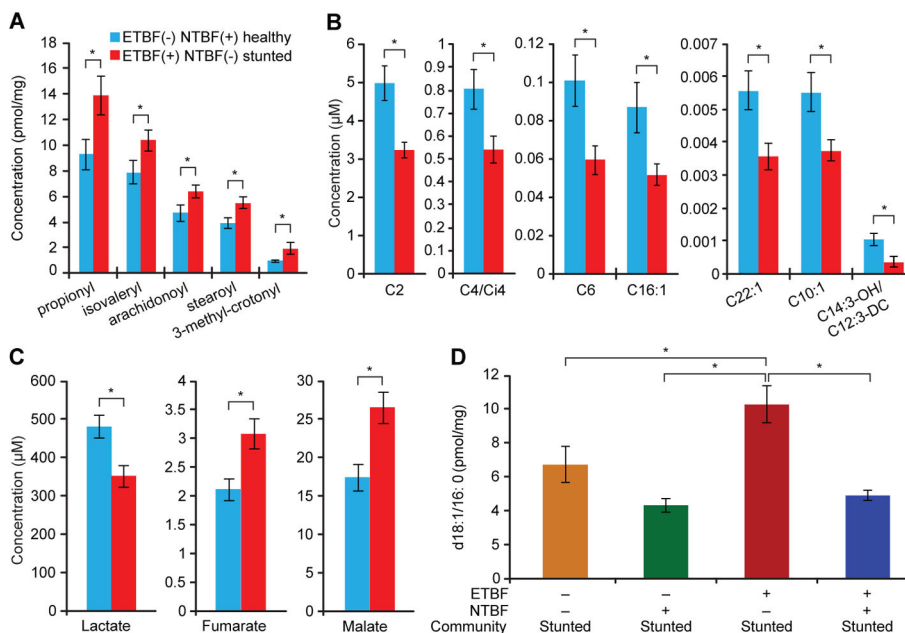 A
ETBF(-) NTBF(+) healthy
ETBF(+) NTBF(-) stunted
Concentration (pmol/mg)
18
16
14
12
10
8
6
4
2
0
* * * * *
propionyl
isovaleryl
arachidonoyl
stearoyl
3-methyl-crotonyl
B
Concentration (µM)
6
5
4
3
2
1
0
*
C2
1
0.9
0.8
0.7
0.6
0.5
0.4
0.3
0.2
0.1
0
*
C4/Ci4
0.12
0.1
0.08
0.06
0.04
0.02
0
* *
C6 C16:1
0.007
0.006
0.005
0.004
0.003
0.002
0.001
0
* * *
C22:1
C10:1
C14:3-OH/
C12:3-DC
C
Concentration (µM)
600
500
400
300
200
100
0
*
Lactate
4
3.5
3
2.5
2
1.5
1
0.5
0
*
Fumarate
30
25
20
15
10
5
0
*
Malate
D
d18:1/16: 0 (pmol/mg)
12
10
8
6
4
2
0
* * *
ETBF – – + +
NTBF – + – +
Community Stunted Stunted Stunted Stunted